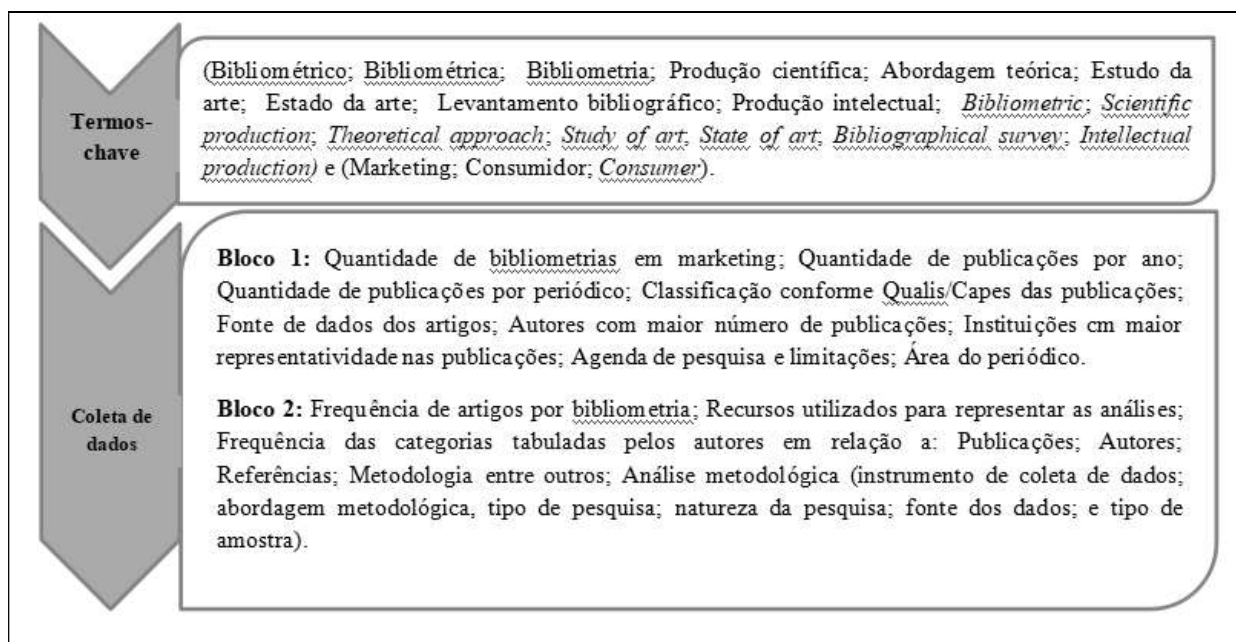 Termos-
chave
(Bibliométrico; Bibliométrica; Bibliometria; Produção científica; Abordagem teórica; Estudo da
arte; Estado da arte; Levantamento bibliográfico; Produção intelectual; Bibliometric; Scientific
production; Theoretical approach; Study of art, State of art; Bibliographical survey; Intellectual
production) e (Marketing; Consumidor; Consumer).
Coleta de
dados
Bloco 1: Quantidade de bibliometrias em marketing; Quantidade de publicações por ano;
Quantidade de publicações por periódico; Classificação conforme Qualis/Capes das publicações;
Fonte de dados dos artigos; Autores com maior número de publicações; Instituições cm maior
representatividade nas publicações; Agenda de pesquisa e limitações; Área do periódico.
Bloco 2: Frequência de artigos por bibliometria; Recursos utilizados para representar as análises;
Frequência das categorias tabuladas pelos autores em relação a: Publicações; Autores;
Referências; Metodologia entre outros; Análise metodológica (instrumento de coleta de dados;
abordagem metodológica, tipo de pesquisa; natureza da pesquisa; fonte dos dados; e tipo de
amostra).